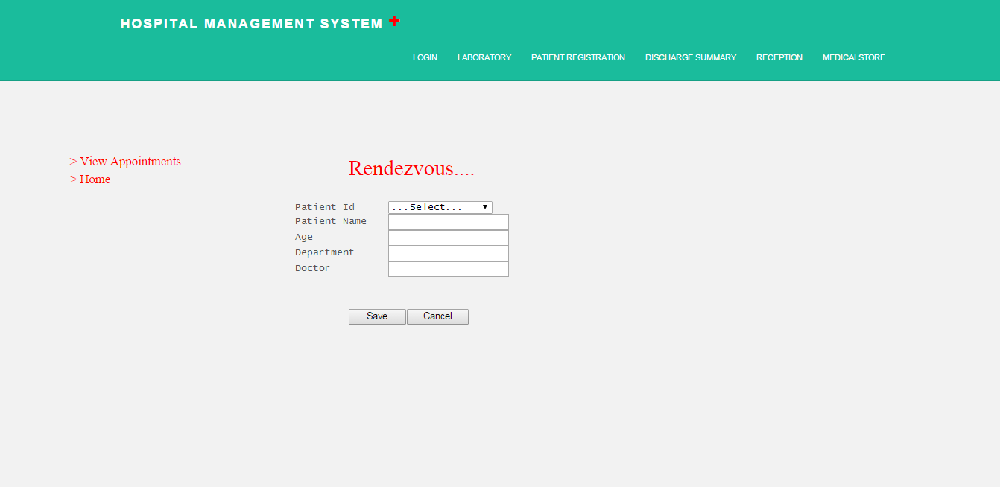 HOSPITAL MANAGEMENT SYSTEM +
LOGIN LABORATORY PATIENT REGISTRATION DISCHARGE SUMMARY RECEPTION MEDICALSTORE
> View Appointments
> Home
Rendezvous....
Patient Id ...Select...
Patient Name
Age
Department
Doctor
Save Cancel